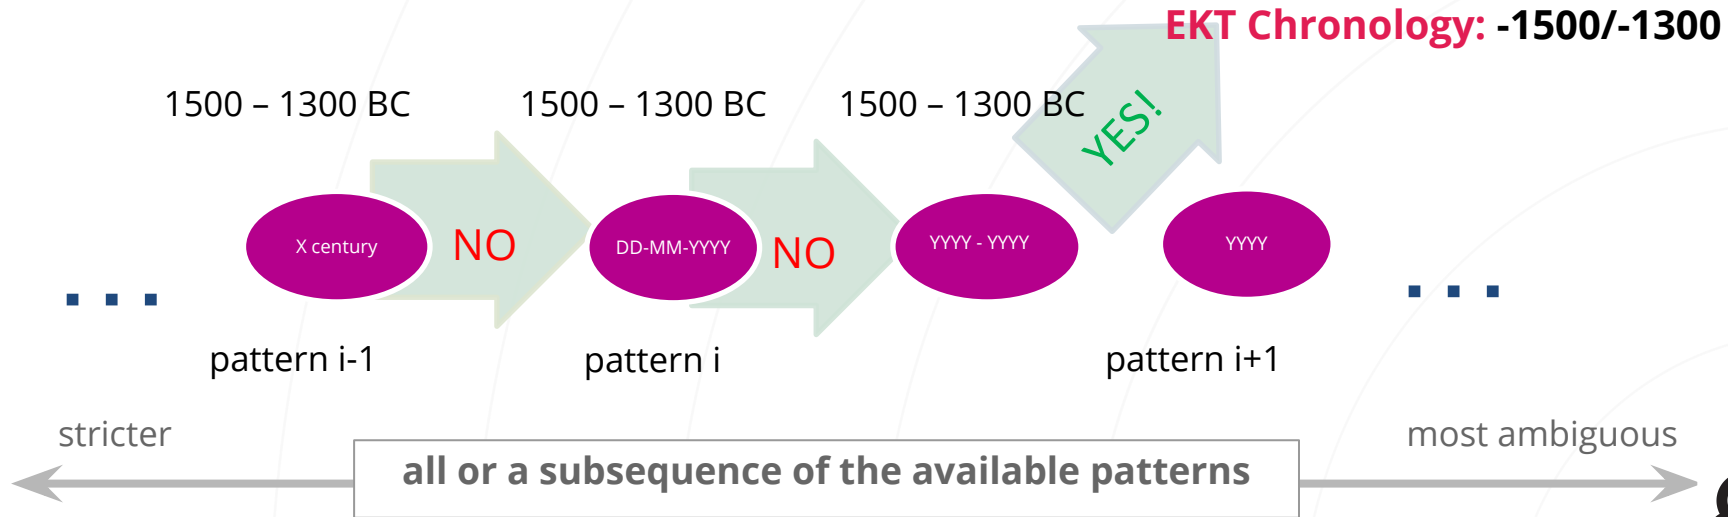 EKT Chronology: -1500/-1300
1500 – 1300 BC
1500 – 1300 BC
1500 – 1300 BC
YES!
X century
NO
DD-MM-YYYY
NO
YYYY - YYYY
YYYY
. . .
. . .
pattern i-1
pattern i
pattern i+1
stricter
most ambiguous
all or a subsequence of the available patterns